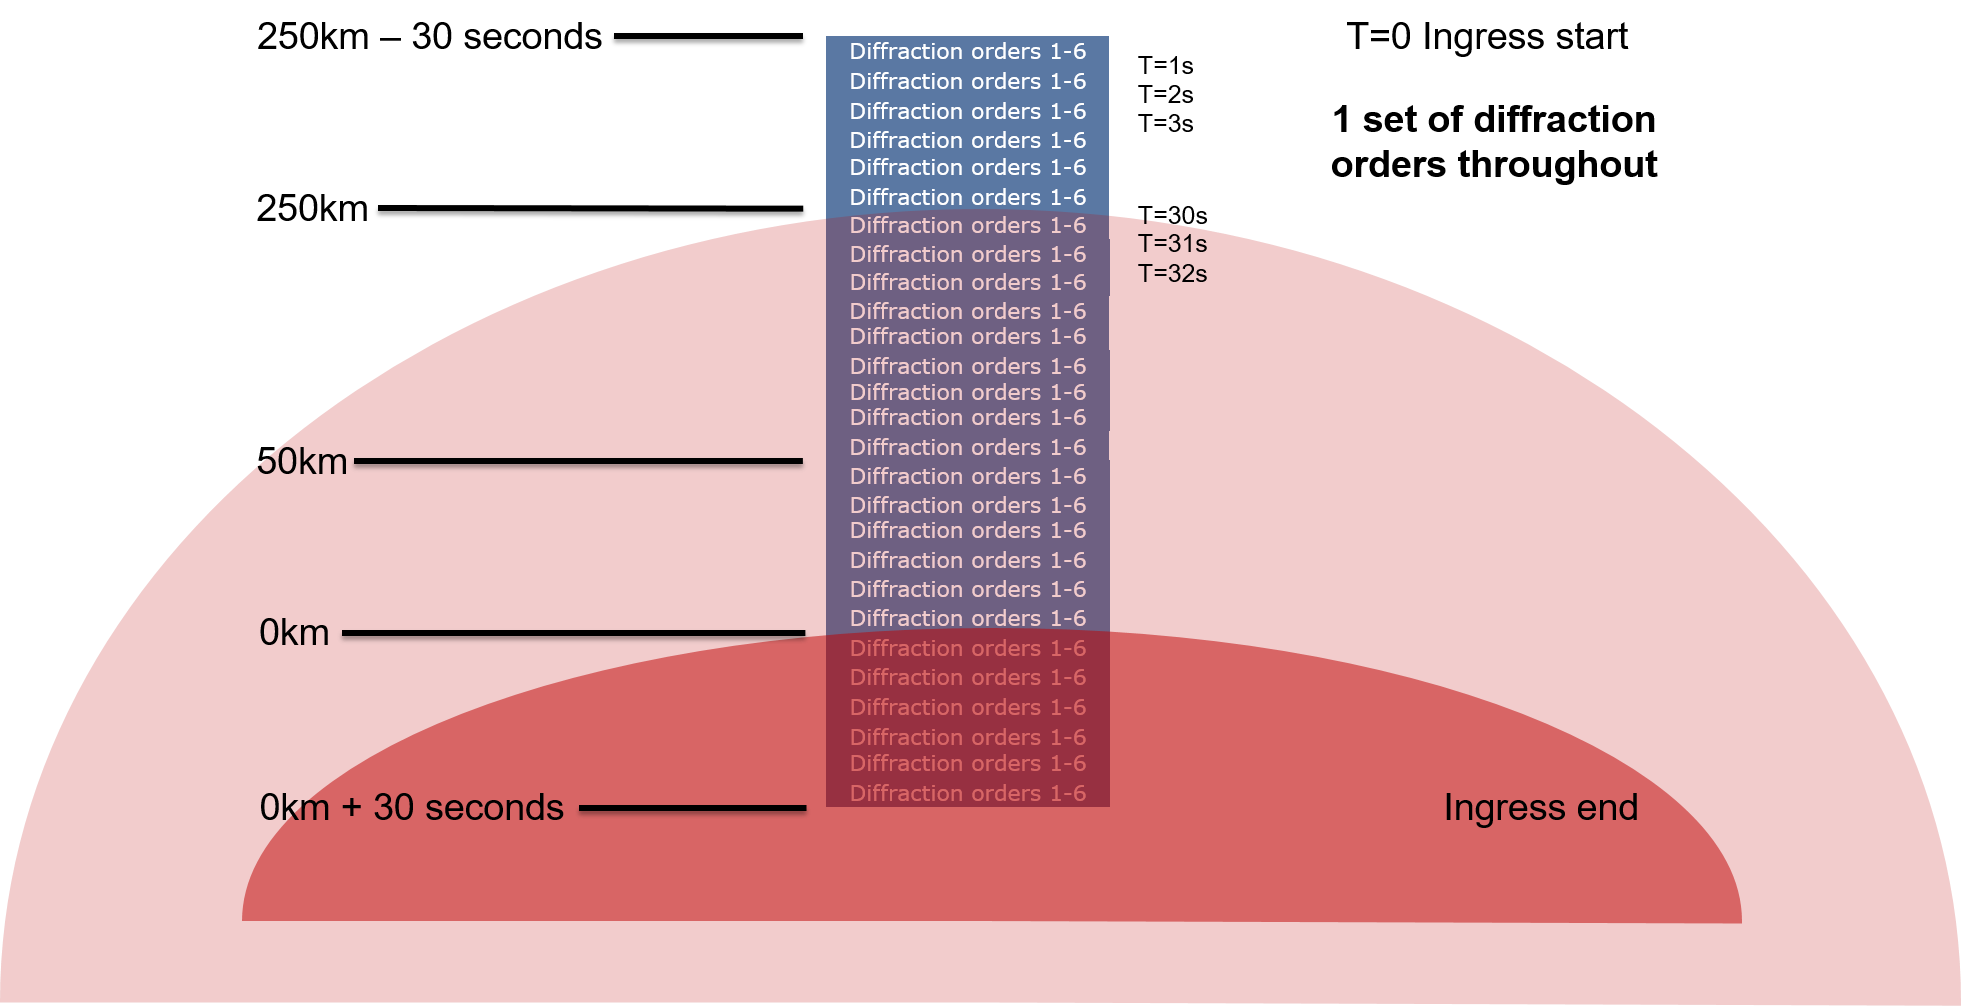 250km – 30 seconds
T=0 Ingress start
Diffraction orders 1-6
T=1s
Diffraction orders 1-6
T=2s
Diffraction orders 1-6
T=3s
1 set of diffraction
orders throughout
Diffraction orders 1-6
Diffraction orders 1-6
Diffraction orders 1-6
250km
T=30s
Diffraction orders 1-6
T=31s
Diffraction orders 1-6
T=32s
Diffraction orders 1-6
Diffraction orders 1-6
Diffraction orders 1-6
Diffraction orders 1-6
Diffraction orders 1-6
Diffraction orders 1-6
Diffraction orders 1-6
50km
Diffraction orders 1-6
Diffraction orders 1-6
Diffraction orders 1-6
Diffraction orders 1-6
Diffraction orders 1-6
Diffraction orders 1-6
0km
Diffraction orders 1-6
Diffraction orders 1-6
Diffraction orders 1-6
Diffraction orders 1-6
Diffraction orders 1-6
Diffraction orders 1-6
0km + 30 seconds
Ingress end